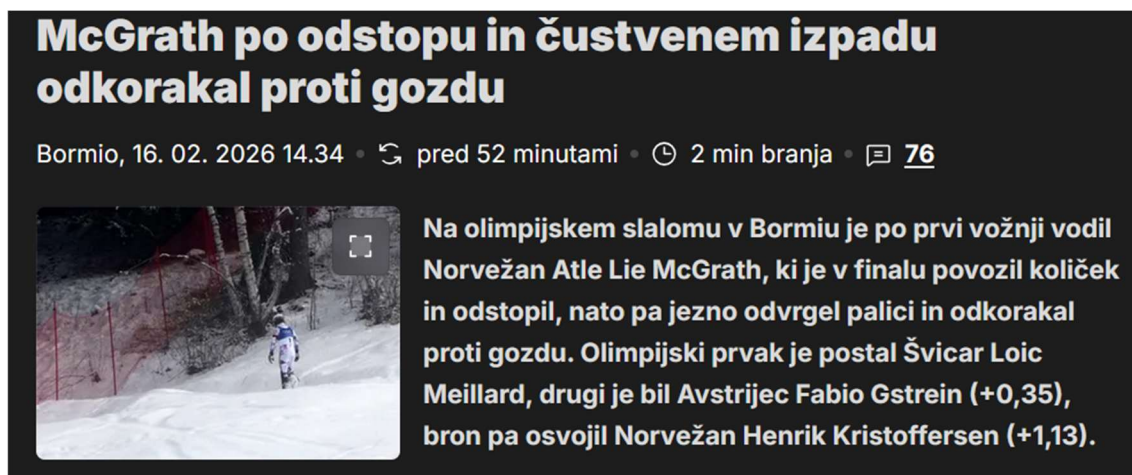 McGrath po odstopu in čustvenem izpadu
odkorakal proti gozdu
Bormio, 16. 02. 2026 14.34 • pred 52 minutami • 2 min branja • 76
Na olimpijskem slalomu v Bormiu je po prvi vožnji vodil
Norvežan Atle Lie McGrath, ki je v finalu povozil količek
in odstopil, nato pa jezno odvrgel palici in odkorakal
proti gozdu. Olimpijski prvak je postal Švicar Loic
Meillard, drugi je bil Avstrijec Fabio Gstrein (+0,35),
bron pa osvojil Norvežan Henrik Kristoffersen (+1,13).